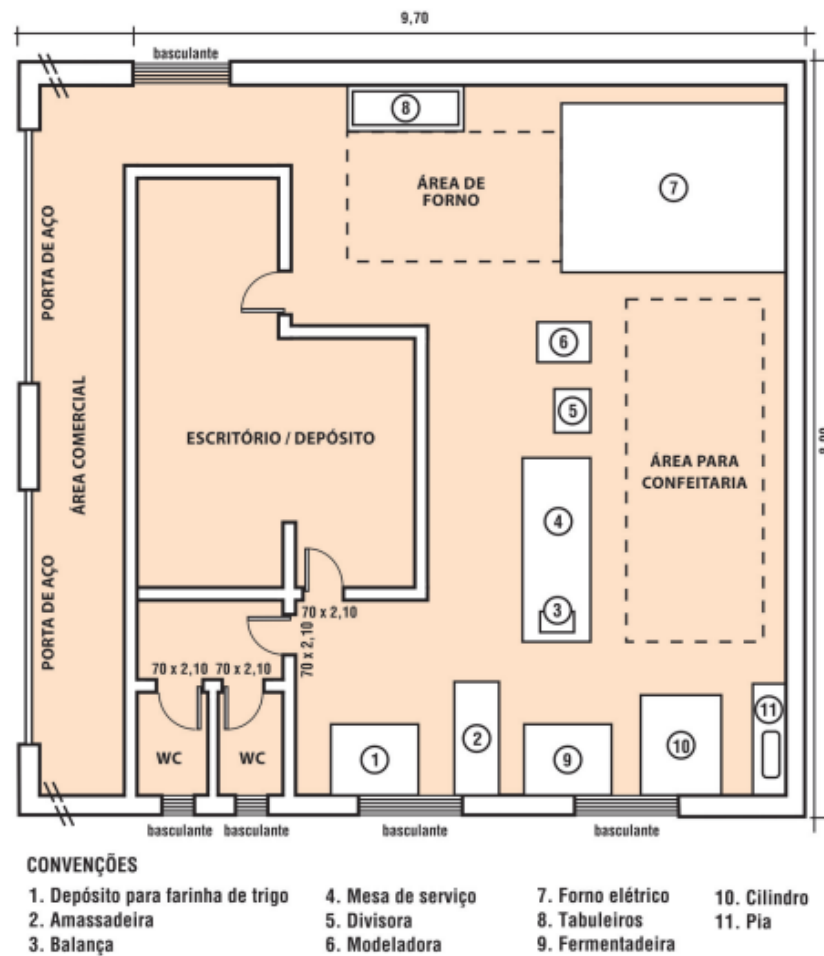 9,70
basculante
8
7
ÁREA DE
FORNO
PORTA DE AÇO
6
5
ÁREA COMERCIAL
ESCRITÓRIO / DEPÓSITO
ÁREA PARA
CONFEITARIA
4
3
PORTA DE AÇO
70 x 2,10
70 x 2,10
70 x 2,10 70 x 2,10
WC
WC
1
2
9
10
11
basculante
basculante
basculante
basculante
CONVENÇÕES
1. Depósito para farinha de trigo
2. Amassadeira
3. Balança
4. Mesa de serviço
5. Divisora
6. Modeladora
7. Forno elétrico
8. Tabuleiros
9. Fermentadeira
10. Cilindro
11. Pia